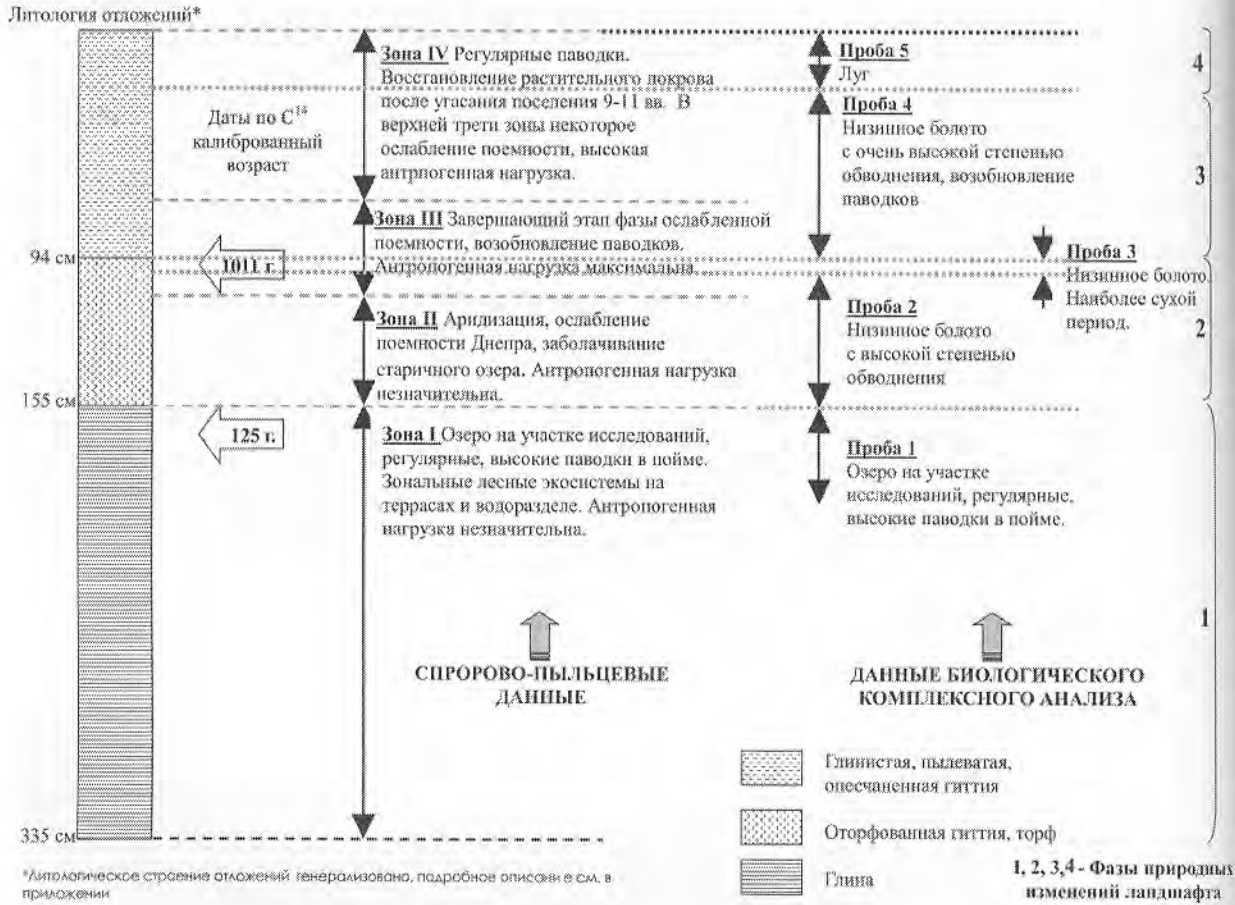 Литология отложений*
Даты по С14
калиброванный
возраст
94 см
1011 г.
155 см
125 г.
335 см
Зона IV Регулярные паводки.
Восстановление растительного покрова
после угасания поселения 9-11 вв. В
верхней трети зоны некоторое
ослабление поемности, высокая
антрпогенная нагрузка.
Зона III Завершающий этап фазы ослабленной
поемности, возобновление паводков.
Антропогенная нагрузка максимальна.
Зона II Аридизация, ослабление
поемности Днепра, заболачивание
старичного озера. Антропогенная нагрузка
незначительна.
Зона I Озеро на участке исследований,
регулярные, высокие паводки в пойме.
Зональные лесные экосистемы на
террасах и водоразделе. Антропогенная
нагрузка незначительна.
СПРОРОВО-ПЫЛЬЦЕВЫЕ
ДАННЫЕ
Проба 5
Луг
Проба 4
Низинное болото
с очень высокой степенью
обводнения, возобновление
паводков
Проба 3
Низинное болото.
Наиболее сухой
период.
Проба 2
Низинное болото
с высокой степенью
обводнения
Проба 1
Озеро на участке
исследований, регулярные,
высокие паводки в пойме.
ДАННЫЕ БИОЛОГИЧЕСКОГО
КОМПЛЕКСНОГО АНАЛИЗА
4
3
2
1
Глинистая, пылеватая,
опесчаненная гиттия
Оторфованная гиттия, торф
Глина
1, 2, 3,4 - Фазы природных
изменений ландшафта
*Литологическое строение отложений генерализовано, подробное описание см. в
приложении